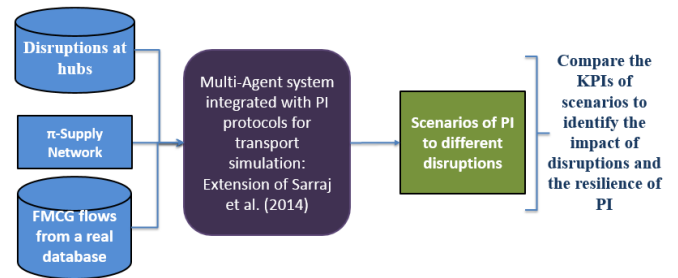 Disruptions at
hubs
π-Supply
Network
FMCG flows
from a real
database
Multi-Agent system
integrated with PI
protocols for
transport
simulation:
Extension of Sarraj
et al. (2014)
Scenarios of PI
to different
disruptions
Compare the
KPIs of
scenarios to
identify the
impact of
disruptions and
the resilience of
PI